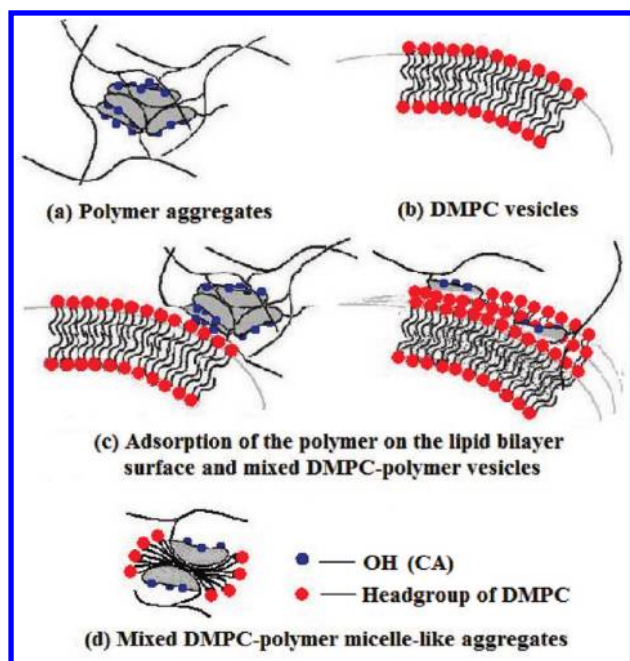 (a) Polymer aggregates
(b) DMPC vesicles
(c) Adsorption of the polymer on the lipid bilayer
surface and mixed DMPC-polymer vesicles
OH (CA)
Headgroup of DMPC
(d) Mixed DMPC-polymer micelle-like aggregates